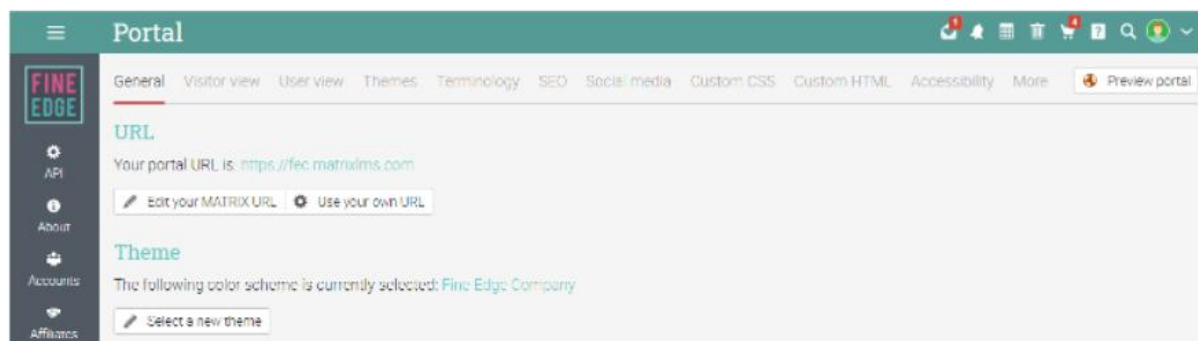 Portal
1
4
FINE
EDGE
General Visitor view User view Themes Terminology SEO Social media Custom CSS Custom HTML Accessibility More Preview portal
URL
Your portal URL is: https://fec.matrixlms.com
API
Edit your MATRIX URL Use your own URL
About
Theme
Accounts
The following color scheme is currently selected: Fine Edge Company
Select a new theme
Affiliates